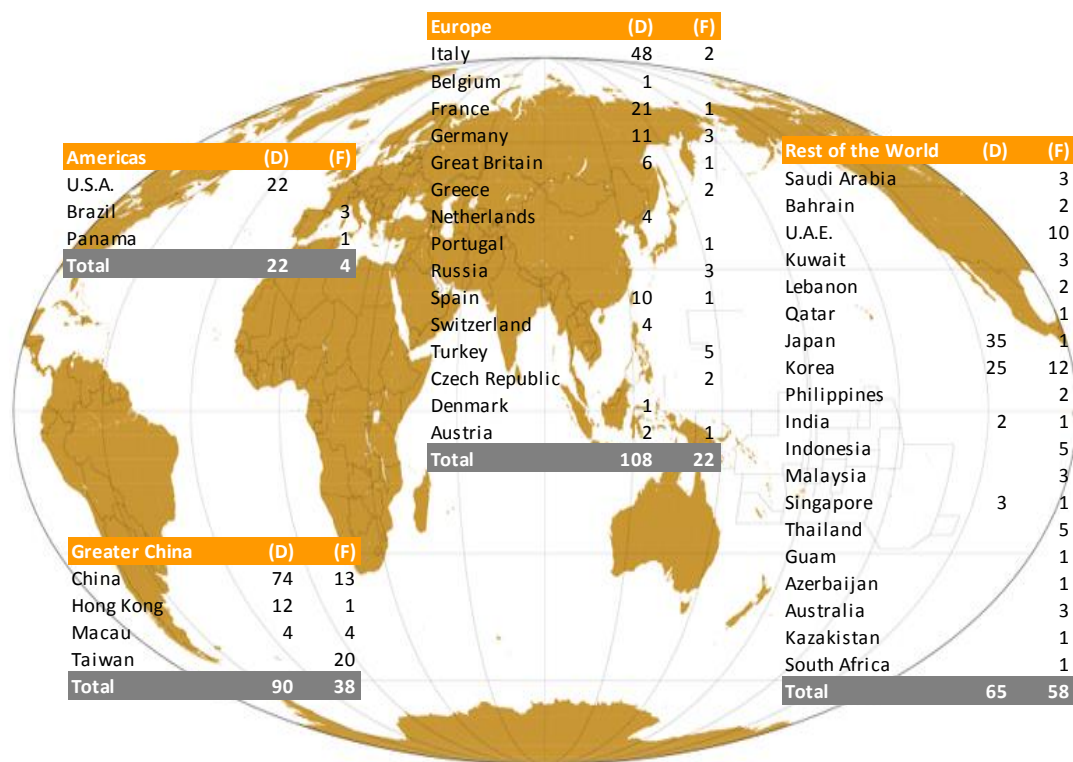 Europe (D) (F)
Italy 48 2
Belgium 1
France 21 1
Germany 11 3
Great Britain 6 1
Greece 2
Netherlands 4
Portugal 1
Russia 3
Spain 10 1
Switzerland 4
Turkey 5
Czech Republic 2
Denmark 1
Austria 2 1
Total 108 22
Americas (D) (F)
U.S.A. 22
Brazil 3
Panama 1
Total 22 4
Rest of the World (D) (F)
Saudi Arabia 3
Bahrain 2
U.A.E. 10
Kuwait 3
Lebanon 2
Qatar 1
Japan 35 1
Korea 25 12
Philippines 2
India 2 1
Indonesia 5
Malaysia 3
Singapore 3 1
Thailand 5
Guam 1
Azerbaijan 1
Australia 3
Kazakistan 1
South Africa 1
Total 65 58
Greater China (D) (F)
China 74 13
Hong Kong 12 1
Macau 4 4
Taiwan 20
Total 90 38